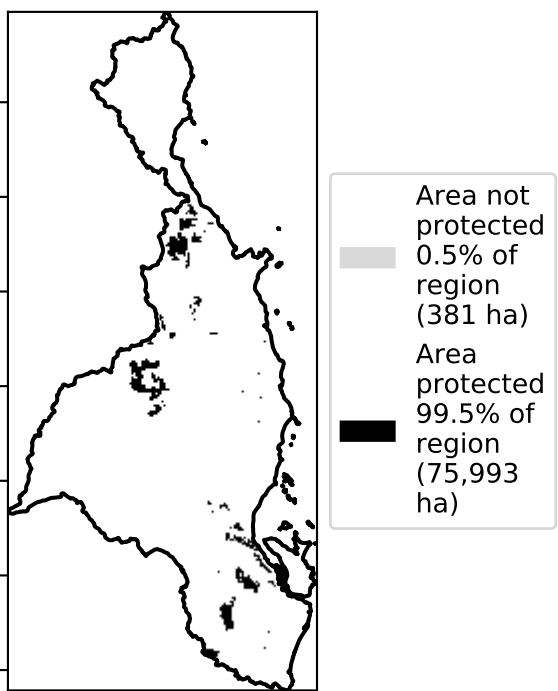 Area not
protected
0.5% of
region
(381 ha)
Area
protected
99.5% of
region
(75,993
ha)